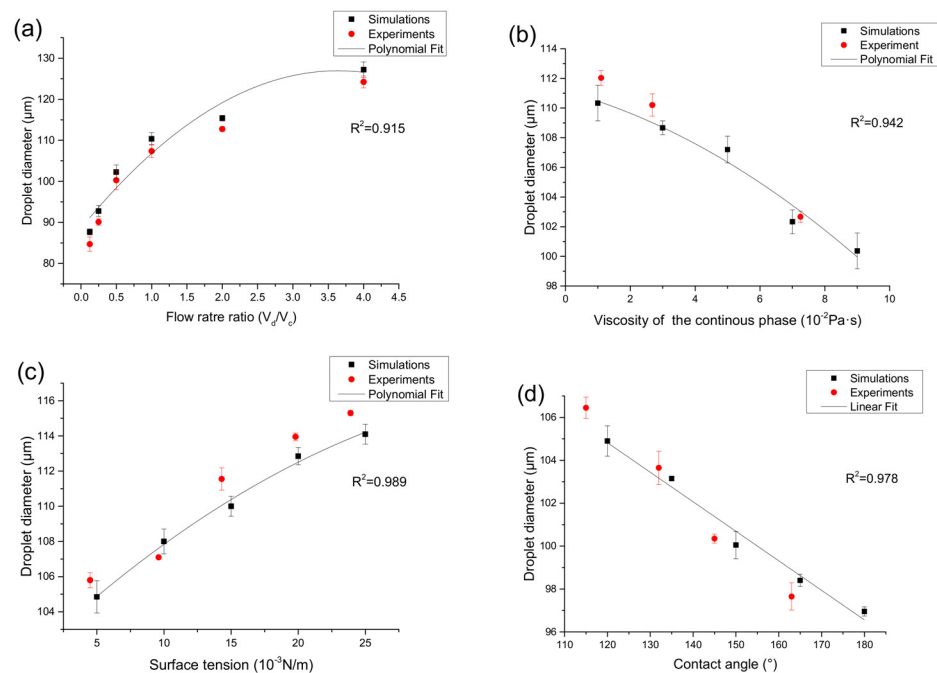 (a)
Simulations
Experiments
Polynomial Fit
R²=0.915
Droplet diameter (µm)
130
120
110
100
90
80
0.0 0.5 1.0 1.5 2.0 2.5 3.0 3.5 4.0 4.5
Flow ratre ratio (V_d/V_c)
(b)
Simulations
Experiment
Polynomial Fit
R²=0.942
Droplet diameter (µm)
114
112
110
108
106
104
102
100
98
0 2 4 6 8 10
Viscosity of the continous phase (10⁻²Pa·s)
(c)
Simulations
Experiments
Polynomial Fit
R²=0.989
Droplet diameter (µm)
116
114
112
110
108
106
104
5 10 15 20 25
Surface tension (10⁻³N/m)
(d)
Simulations
Experiments
Linear Fit
R²=0.978
Droplet diameter (µm)
106
104
102
100
98
96
110 120 130 140 150 160 170 180
Contact angle (°)